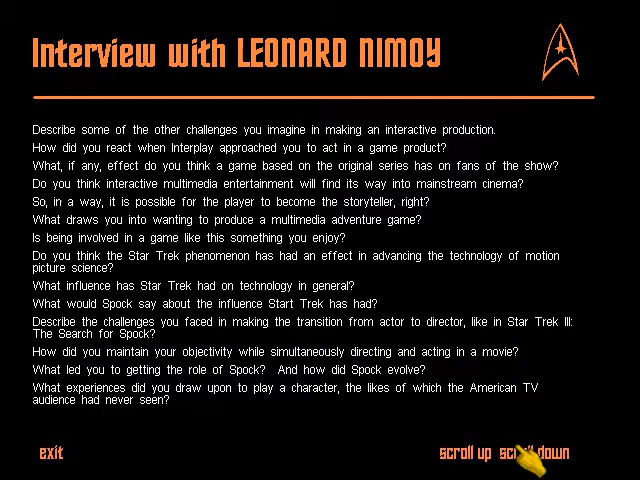 Interview with LEONARD NIMOY
Describe some of the other challenges you imagine in making an interactive production.
How did you react when Interplay approached you to act in a game product?
What, if any, effect do you think a game based on the original series has on fans of the show?
Do you think interactive multimedia entertainment will find its way into mainstream cinema?
So, in a way, it is possible for the player to become the storyteller, right?
What draws you into wanting to produce a multimedia adventure game?
Is being involved in a game like this something you enjoy?
Do you think the Star Trek phenomenon has had an effect in advancing the technology of motion
picture science?
What influence has Star Trek had on technology in general?
What would Spock say about the influence Start Trek has had?
Describe the challenges you faced in making the transition from actor to director, like in Star Trek III:
The Search for Spock?
How did you maintain your objectivity while simultaneously directing and acting in a movie?
What led you to getting the role of Spock? And how did Spock evolve?
What experiences did you draw upon to play a character, the likes of which the American TV
audience had never seen?
exit
scroll up scroll down